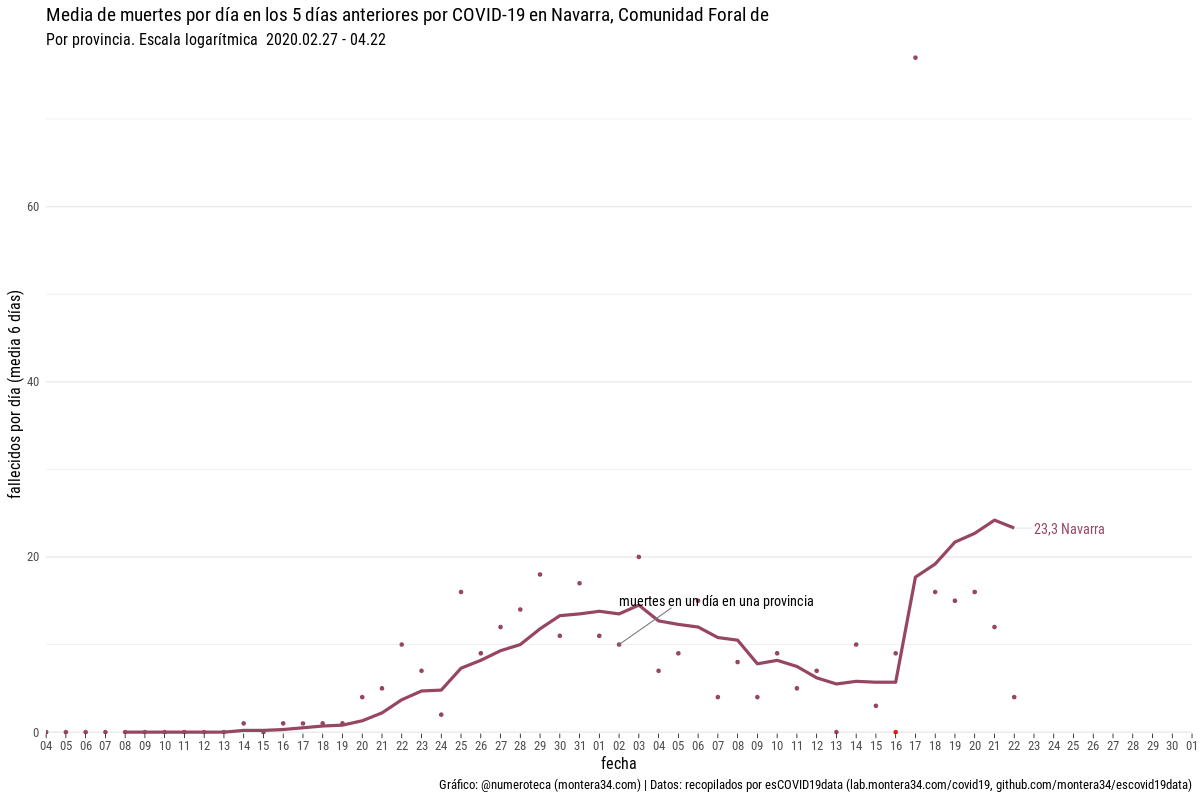 Media de muertes por día en los 5 días anteriores por COVID-19 en Navarra, Comunidad Foral de
Por provincia. Escala logarítmica  2020.02.27 - 04.22
fallecidos por día (media 6 días)
60
40
20
0
23,3 Navarra
muertes en un día en una provincia
04 05 06 07 08 09 10 11 12 13 14 15 16 17 18 19 20 21 22 23 24 25 26 27 28 29 30 31 01 02 03 04 05 06 07 08 09 10 11 12 13 14 15 16 17 18 19 20 21 22 23 24 25 26 27 28 29 30 01
fecha
Gráfico: @numeroteca (montera34.com) | Datos: recopilados por esCOVID19data (lab.montera34.com/covid19, github.com/montera34/escovid19data)